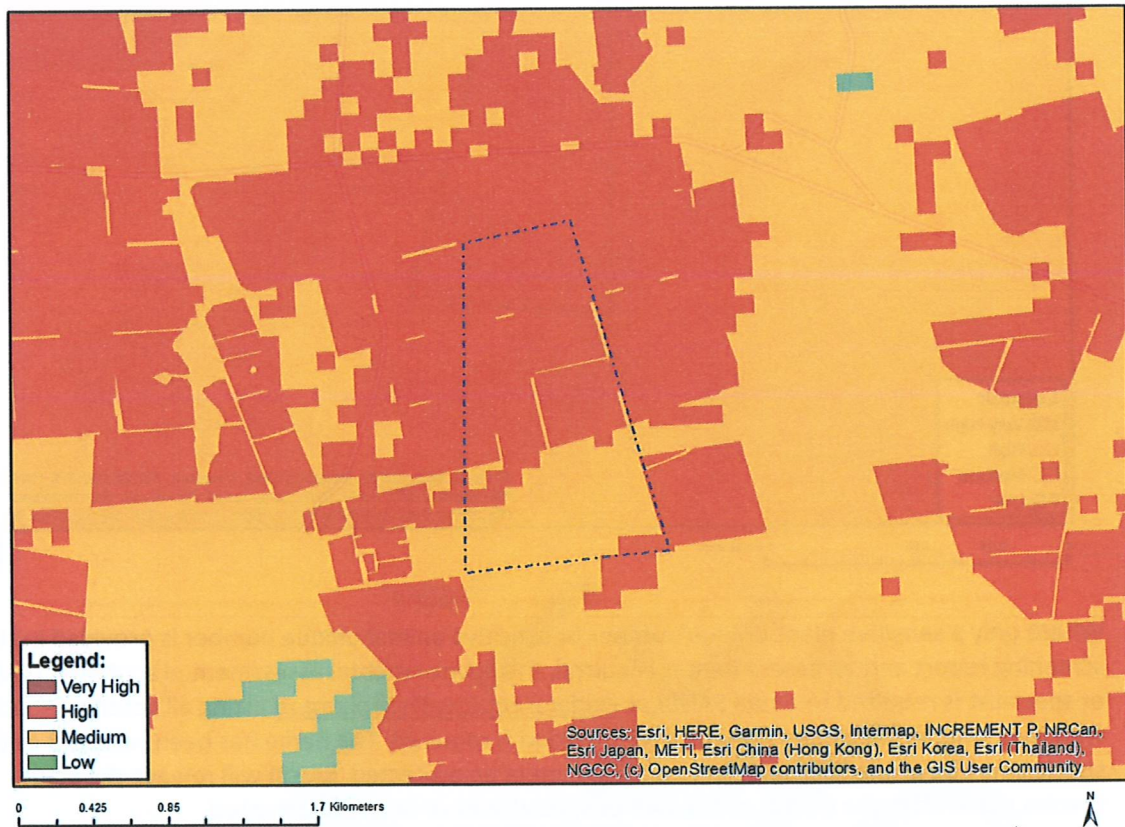 Legend:
Very High
High
Medium
Low
Sources: Esri, HERE, Garmin, USGS, Intermap, INCREMENT P, NRCan,
Esri Japan, METI, Esri China (Hong Kong), Esri Korea, Esri (Thailand),
NGCC, (c) OpenStreetMap contributors, and the GIS User Community
0 0.425 0.85 1.7 Kilometers
N